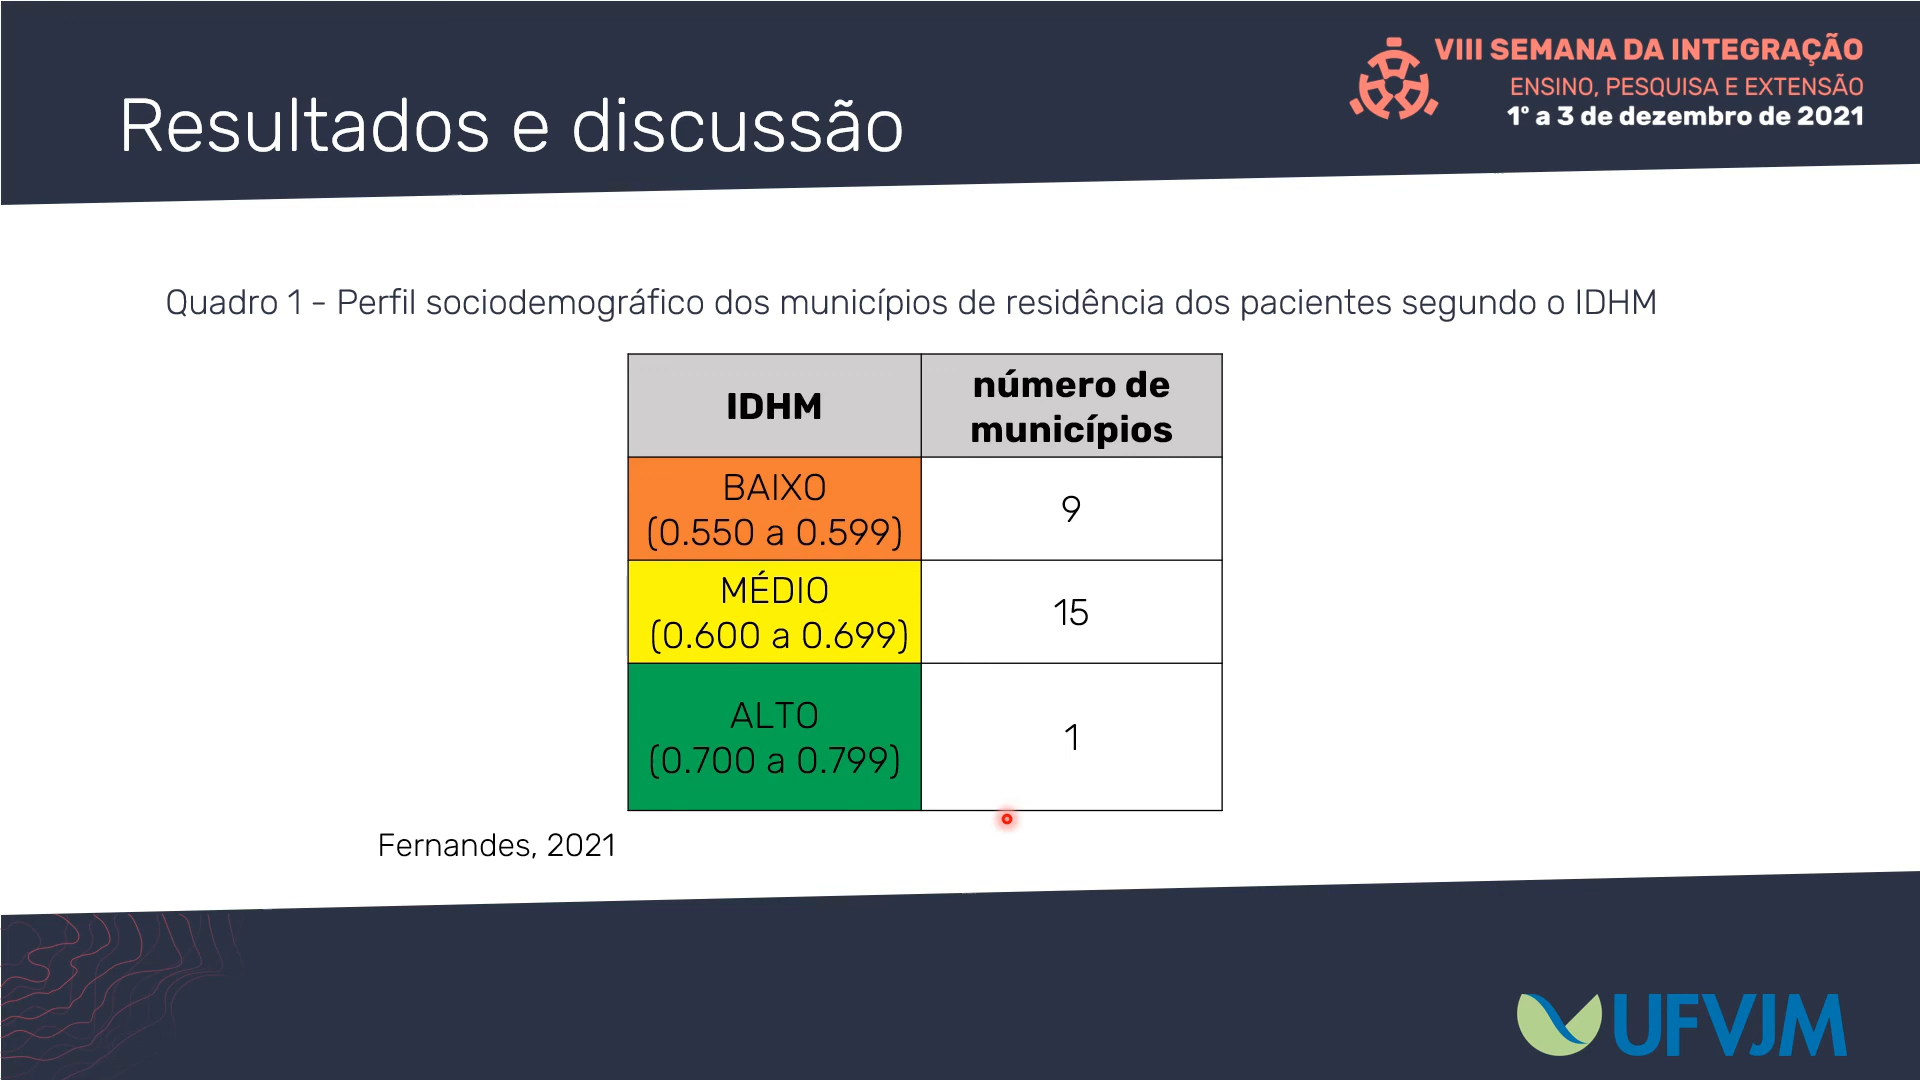 VIII SEMANA DA INTEGRAÇÃO
ENSINO, PESQUISA E EXTENSÃO
1° a 3 de dezembro de 2021
Resultados e discussão
Quadro 1 - Perfil sociodemográfico dos municípios de residência dos pacientes segundo o IDHM
IDHM
número de
municípios
BAIXO
(0.550 a 0.599)
9
MÉDIO
(0.600 a 0.699)
15
ALTO
(0.700 a 0.799)
1
Fernandes, 2021
UFVJM